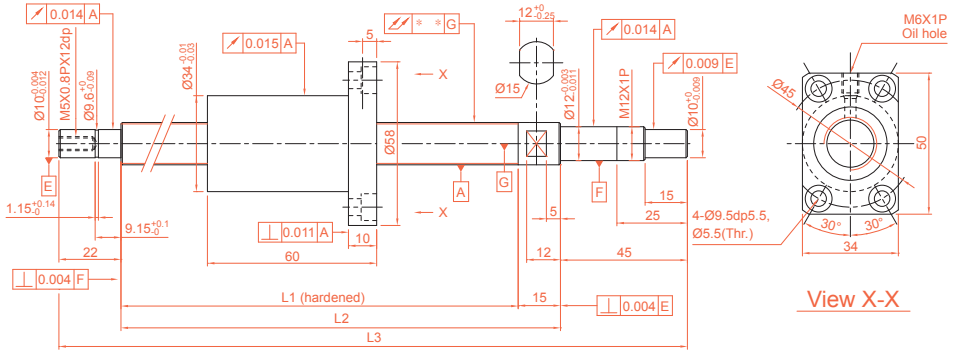 0.014 A
0.015 A
* * G
12 +0 -0.25
0.014 A
0.009 E
M6X1P
Oil hole
Ø10 -0.004 -0.012
M5X0.8PX12dp
Ø9.6 +0 -0.09
Ø34 -0.01 -0.03
5
X
Ø58
Ø15
Ø12 -0.003 -0.011
M12X1P
Ø10 +0 -0.009
Ø45
50
E
A
G
F
X
1.15 +0.14 -0
9.15 +0.1 -0
22
0.011 A
10
60
5
12
15
25
45
4-Ø9.5dp5.5,
Ø5.5(Thr.)
30°
30°
34
0.004 F
L1 (hardened)
15
0.004 E
L2
L3
View X-X